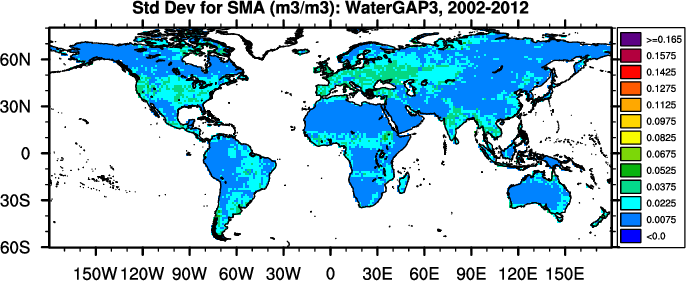 Std Dev for SMA (m3/m3): WaterGAP3, 2002-2012
60N
30N
0
30S
60S
150W 120W 90W 60W 30W 0 30E 60E 90E 120E 150E
>=0.165
0.1575
0.1425
0.1275
0.1125
0.0975
0.0825
0.0675
0.0525
0.0375
0.0225
0.0075
<0.0